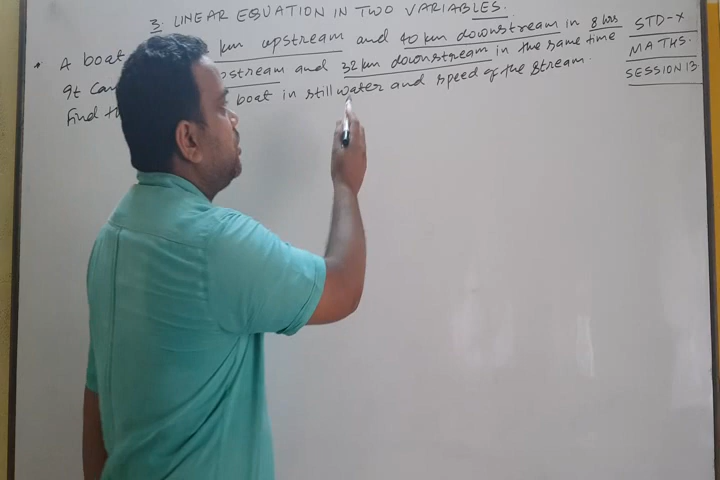 3. LINEAR EQUATION IN TWO VARIABLES.
• A boat km upstream and 40 km downstream in 8 hrs
It can and 32 km downstream in the same time
Find boat in still water and speed of the stream.
STD-X
MATHS.
SESSION 13